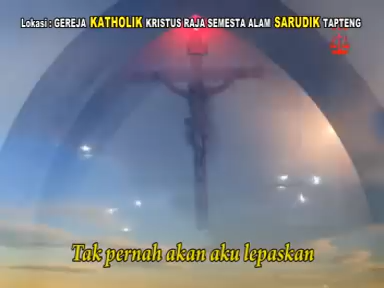 Lokasi : GEREJA KATHOLIK KRISTUS RAJA SEMESTA ALAM SARUDIK TAPTENG
Tak pernah akan aku lepaskan